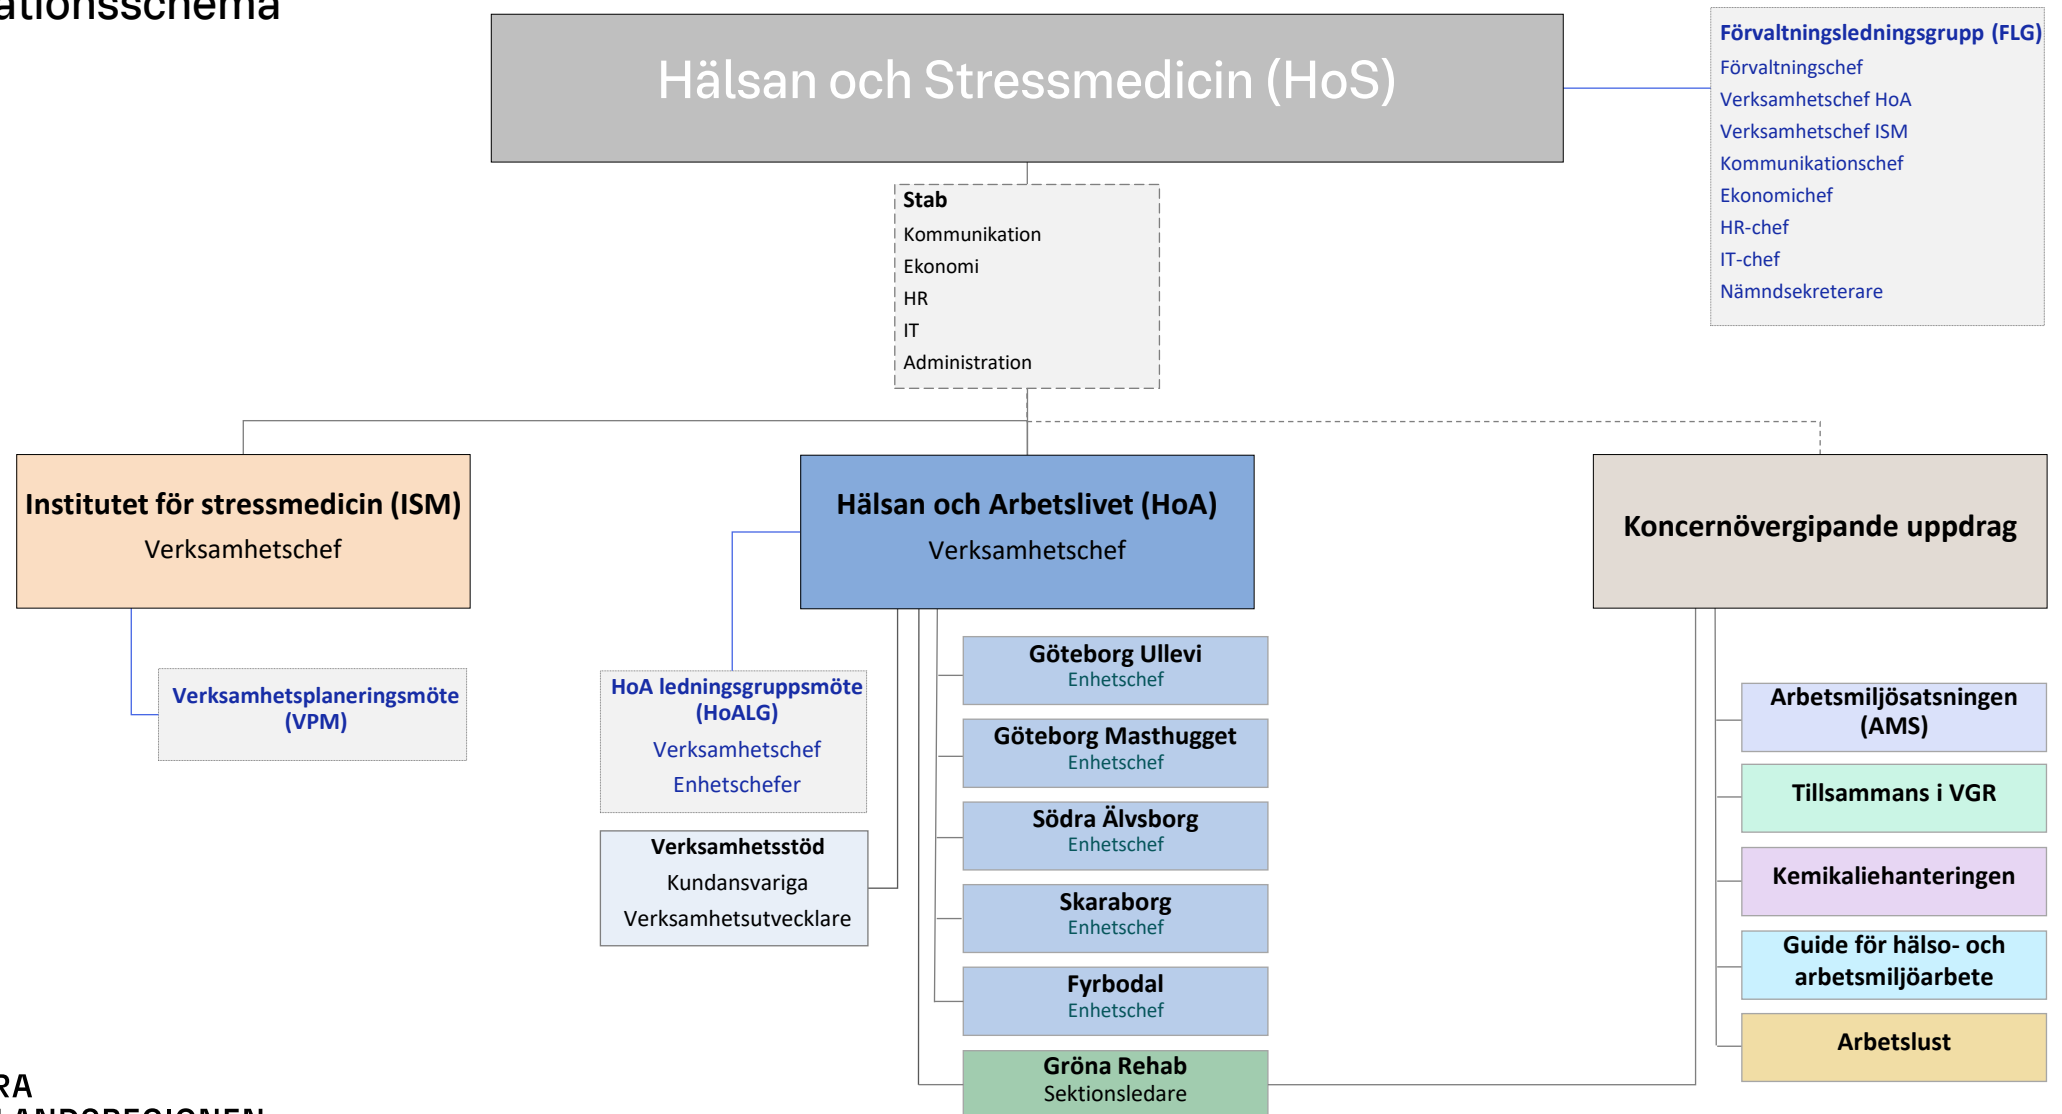 ationsschema
Hälsan och Stressmedicin (HoS)
Förvaltningsledningsgrupp (FLG)
Förvaltningschef
Verksamhetschef HoA
Verksamhetschef ISM
Kommunikationschef
Ekonomichef
HR-chef
IT-chef
Nämndsekreterare
Stab
Kommunikation
Ekonomi
HR
IT
Administration
Institutet för stressmedicin (ISM)
Verksamhetschef
Hälsan och Arbetslivet (HoA)
Verksamhetschef
Koncernövergipande uppdrag
Verksamhetsplaneringsmöte
(VPM)
HoA ledningsgruppsmöte
(HoALG)
Verksamhetschef
Enhetschefer
Verksamhetsstöd
Kundansvariga
Verksamhetsutvecklare
Göteborg Ullevi
Enhetschef
Göteborg Masthugget
Enhetschef
Södra Älvsborg
Enhetschef
Skaraborg
Enhetschef
Fyrbodal
Enhetschef
Gröna Rehab
Sektionsledare
Arbetsmiljösatsningen
(AMS)
Tillsammans i VGR
Kemikaliehanteringen
Guide för hälso- och
arbetsmiljöarbete
Arbetslust
RA
LANDSREGIONEN